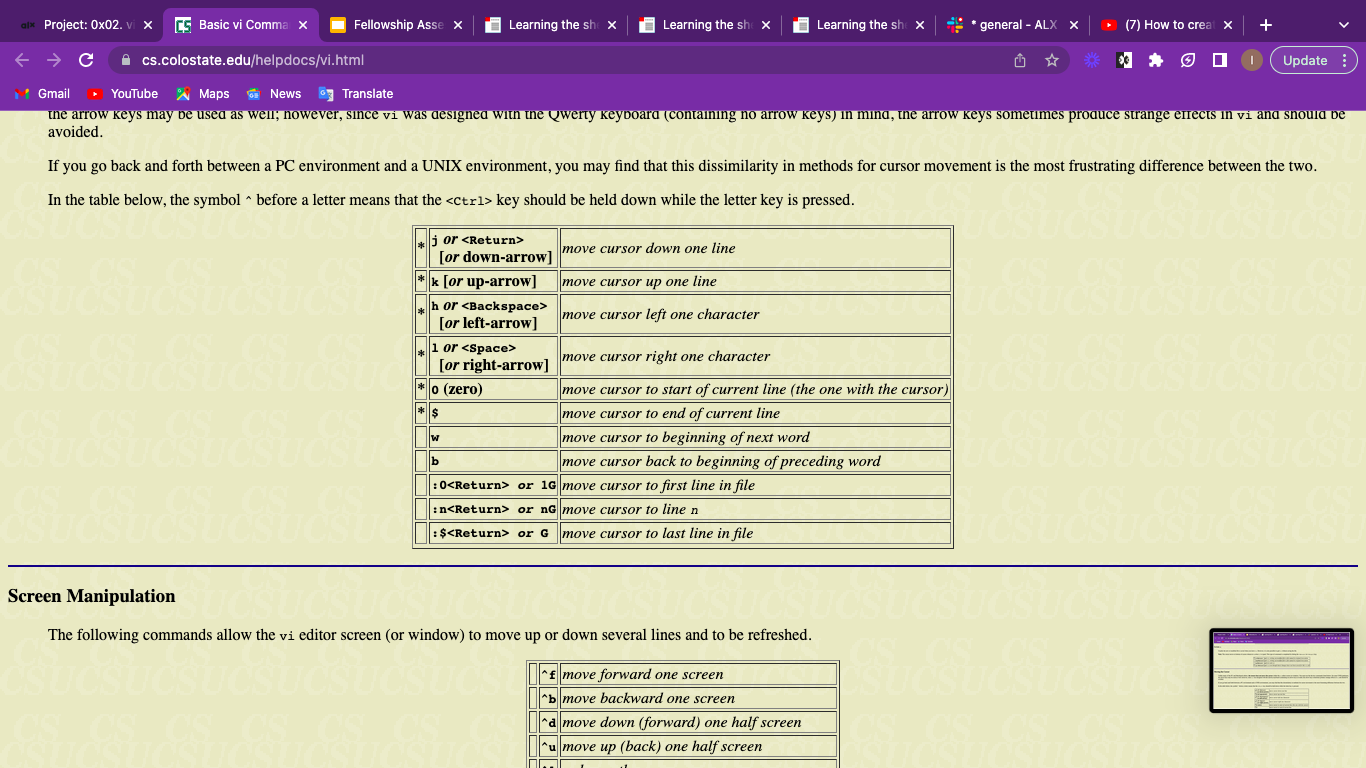 Project: 0x02. v
Basic vi Comma
Fellowship Asse
Learning the sh
Learning the sh
Learning the sh
* general - ALX
(7) How to crea
cs.colostate.edu/helpdocs/vi.html
I
Update
Gmail
YouTube
Maps
News
Translate
the arrow keys may be used as well; however, since vi was designed with the Qwerty keyboard (containing no arrow keys) in mind, the arrow keys sometimes produce strange effects in vi and should be
avoided.
If you go back and forth between a PC environment and a UNIX environment, you may find that this dissimilarity in methods for cursor movement is the most frustrating difference between the two.
In the table below, the symbol ^ before a letter means that the <Ctrl> key should be held down while the letter key is pressed.
* j or <Return>
[or down-arrow] move cursor down one line
* k [or up-arrow] move cursor up one line
* h or <Backspace>
[or left-arrow] move cursor left one character
* l or <Space>
[or right-arrow] move cursor right one character
* 0 (zero) move cursor to start of current line (the one with the cursor)
* $ move cursor to end of current line
w move cursor to beginning of next word
b move cursor back to beginning of preceding word
:0<Return> or 1G move cursor to first line in file
:n<Return> or nG move cursor to line n
:$<Return> or G move cursor to last line in file
Screen Manipulation
The following commands allow the vi editor screen (or window) to move up or down several lines and to be refreshed.
^f move forward one screen
^b move backward one screen
^d move down (forward) one half screen
^u move up (back) one half screen